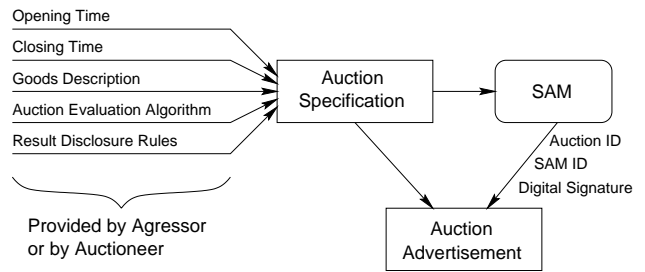 Opening Time
Closing Time
Goods Description
Auction Evaluation Algorithm
Result Disclosure Rules
Auction
Specification
SAM
Auction ID
SAM ID
Digital Signature
Provided by Agressor
or by Auctioneer
Auction
Advertisement